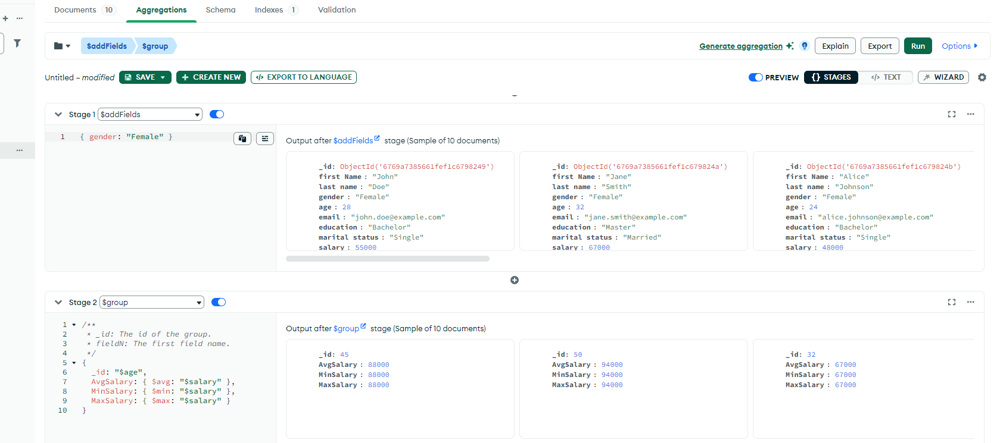 Documents 10 Aggregations Schema Indexes 1 Validation
$addFields $group Generate aggregation Explain Export Run Options
Untitled – modified SAVE CREATE NEW </> EXPORT TO LANGUAGE PREVIEW {} STAGES </> TEXT WIZARD
Stage 1 $addFields
1 { gender: "Female" }
Output after $addFields stage (Sample of 10 documents)
_id: ObjectId('6769a7385661fef1c6798249')
first Name : "John"
last name : "Doe"
gender : "Female"
age : 28
email : "john.doe@example.com"
education : "Bachelor"
marital status : "Single"
salary : 55000
_id: ObjectId('6769a7385661fef1c679824a')
first Name : "Jane"
last name : "Smith"
gender : "Female"
age : 32
email : "jane.smith@example.com"
education : "Master"
marital status : "Married"
salary : 67000
_id: ObjectId('6769a7385661fef1c679824b')
first Name : "Alice"
last name : "Johnson"
gender : "Female"
age : 24
email : "alice.johnson@example.com"
education : "Bachelor"
marital status : "Single"
salary : 48000
Stage 2 $group
1 /**
2 * _id: The id of the group.
3 * fieldN: The first field name.
4 */
5 {
6 _id: "$age",
7 AvgSalary: { $avg: "$salary" },
8 MinSalary: { $min: "$salary" },
9 MaxSalary: { $max: "$salary" }
10 }
Output after $group stage (Sample of 10 documents)
_id: 45
AvgSalary : 88000
MinSalary : 88000
MaxSalary : 88000
_id: 50
AvgSalary : 94000
MinSalary : 94000
MaxSalary : 94000
_id: 32
AvgSalary : 67000
MinSalary : 67000
MaxSalary : 67000